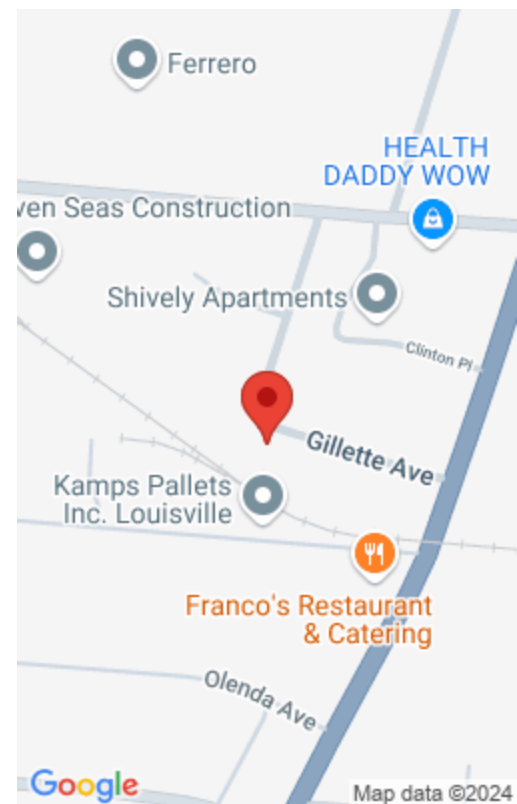 Ferrero
HEALTH
DADDY WOW
ven Seas Construction
Shively Apartments
Clinton Pl
Gillette Ave
Kamps Pallets
Inc. Louisville
Franco's Restaurant
& Catering
Olenda Ave
Google
Map data ©2024